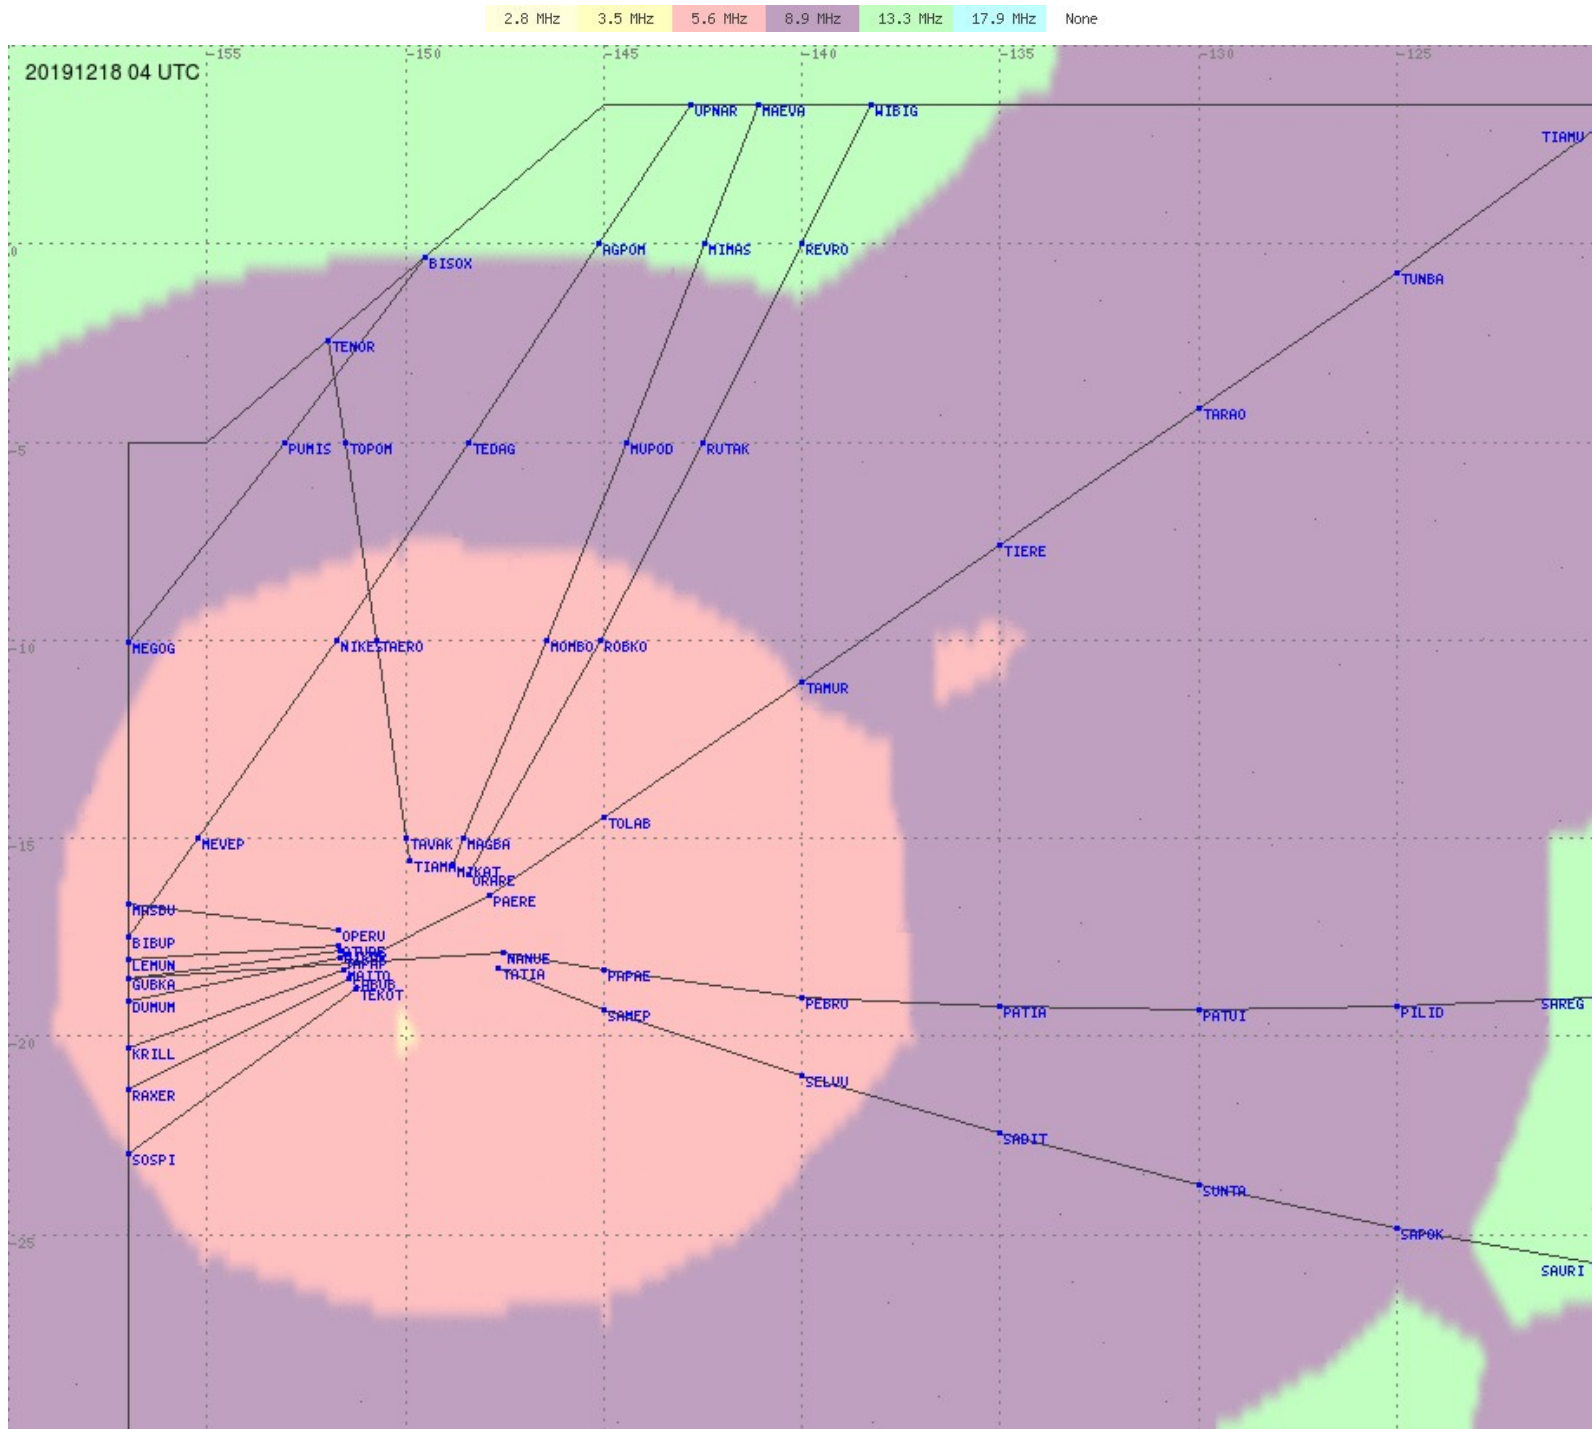 2.8 MHz 3.5 MHz 5.6 MHz 8.9 MHz 13.3 MHz 17.9 MHz None
-155 -150 -145 -140 -135 -130 -125
20191218 04 UTC
UPNAR MAEVA WIBIG
TIAMU
0 AGPOM MIMAS REVRO
BISOX
TUNBA
TENOR
TARAO
-5 PUMIS TOPOM TEDAG MUPOD RUTAK
TIERE
-10 MEGOG NIKES TAERO MOMBO ROBKO
TAMUR
TOLAB
-15 MEVEP TAVAK MAGBA
TIAMA MIKAT
ORARE
PAERE
MASBU
OPERU
BIBUP
LEMUN NANUE
TATIA PAPAE
MAITO
GUBKA
TEKOT
DUMUM PEBRO SAREG
SAMEP PATIA PATUI PILID
-20
KRILL
SELVU
RAXER
SADIT
SOSPI
SUNTA
-25 SAPOK
SAURI